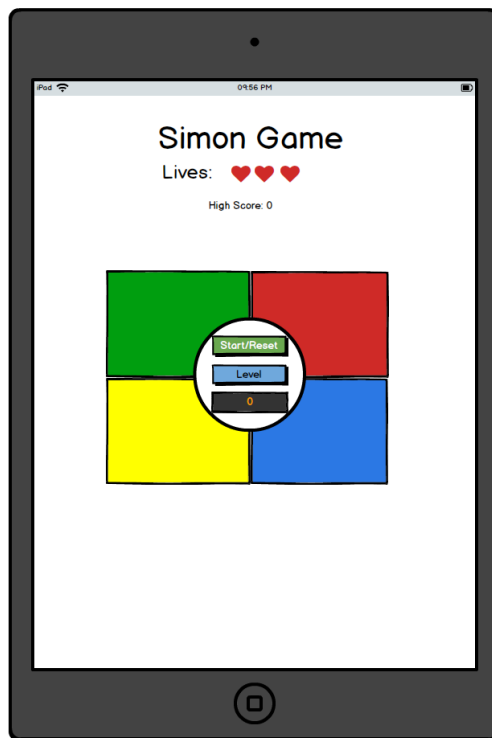 iPad 09:56 PM
Simon Game
Lives:
High Score: 0
Start/Reset
Level
0